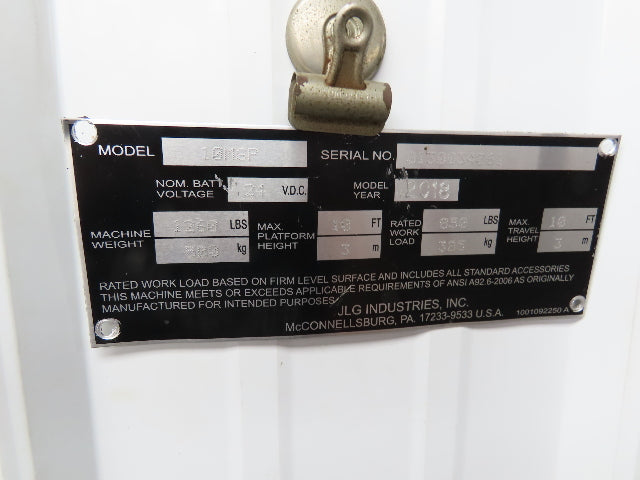 MODEL 10MSP SERIAL NO.
NOM. BATT. VOLTAGE 24 V.D.C. MODEL YEAR 2018
MACHINE WEIGHT LBS kg MAX. PLATFORM HEIGHT 10 FT 3 m RATED WORK LOAD 850 LBS 385 kg MAX. TRAVEL HEIGHT 10 FT 3 m
RATED WORK LOAD BASED ON FIRM LEVEL SURFACE AND INCLUDES ALL STANDARD ACCESSORIES
THIS MACHINE MEETS OR EXCEEDS APPLICABLE REQUIREMENTS OF ANSI A92.6-2006 AS ORIGINALLY
MANUFACTURED FOR INTENDED PURPOSES
JLG INDUSTRIES, INC.
McCONNELLSBURG, PA. 17233-9533 U.S.A. 1001092250 A